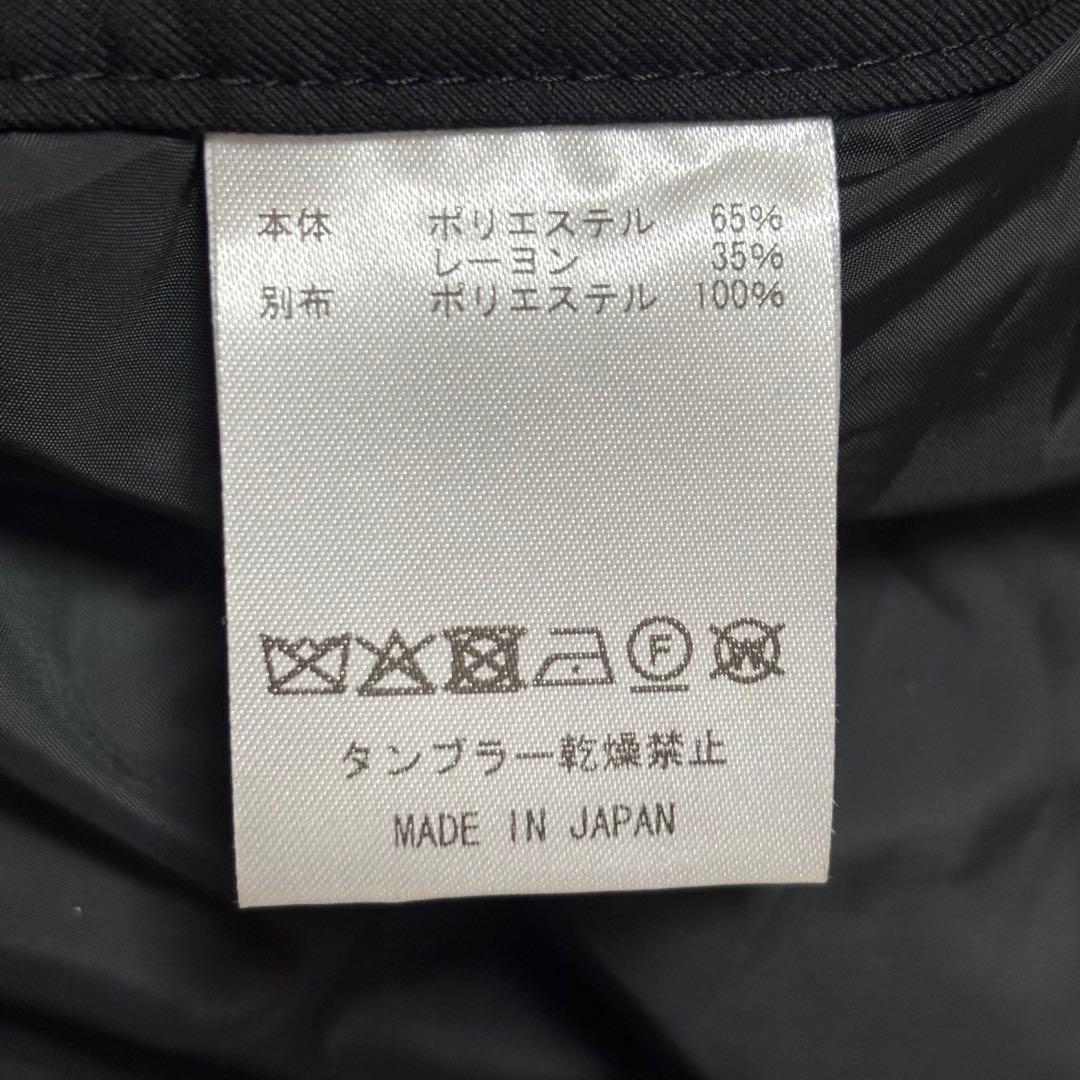 本体 ポリエステル 65%
レーヨン 35%
別布 ポリエステル 100%
F W
タンブラー乾燥禁止
MADE IN JAPAN